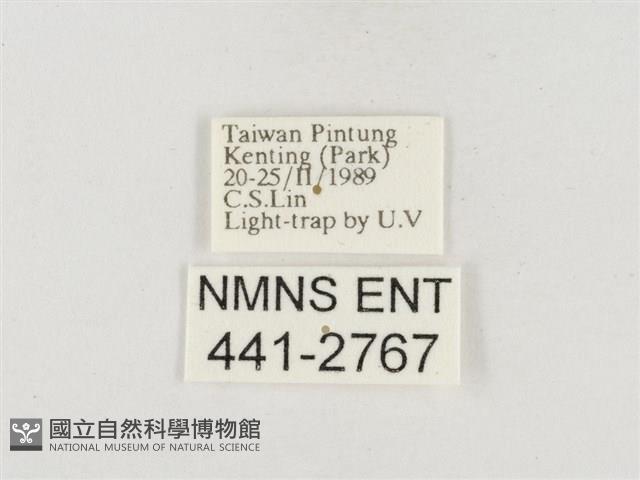 Taiwan Pintung
Kenting (Park)
20-25/II/1989
C.S.Lin
Light-trap by U.V
NMNS ENT
441-2767
國立自然科學博物館
NATIONAL MUSEUM OF NATURAL SCIENCE